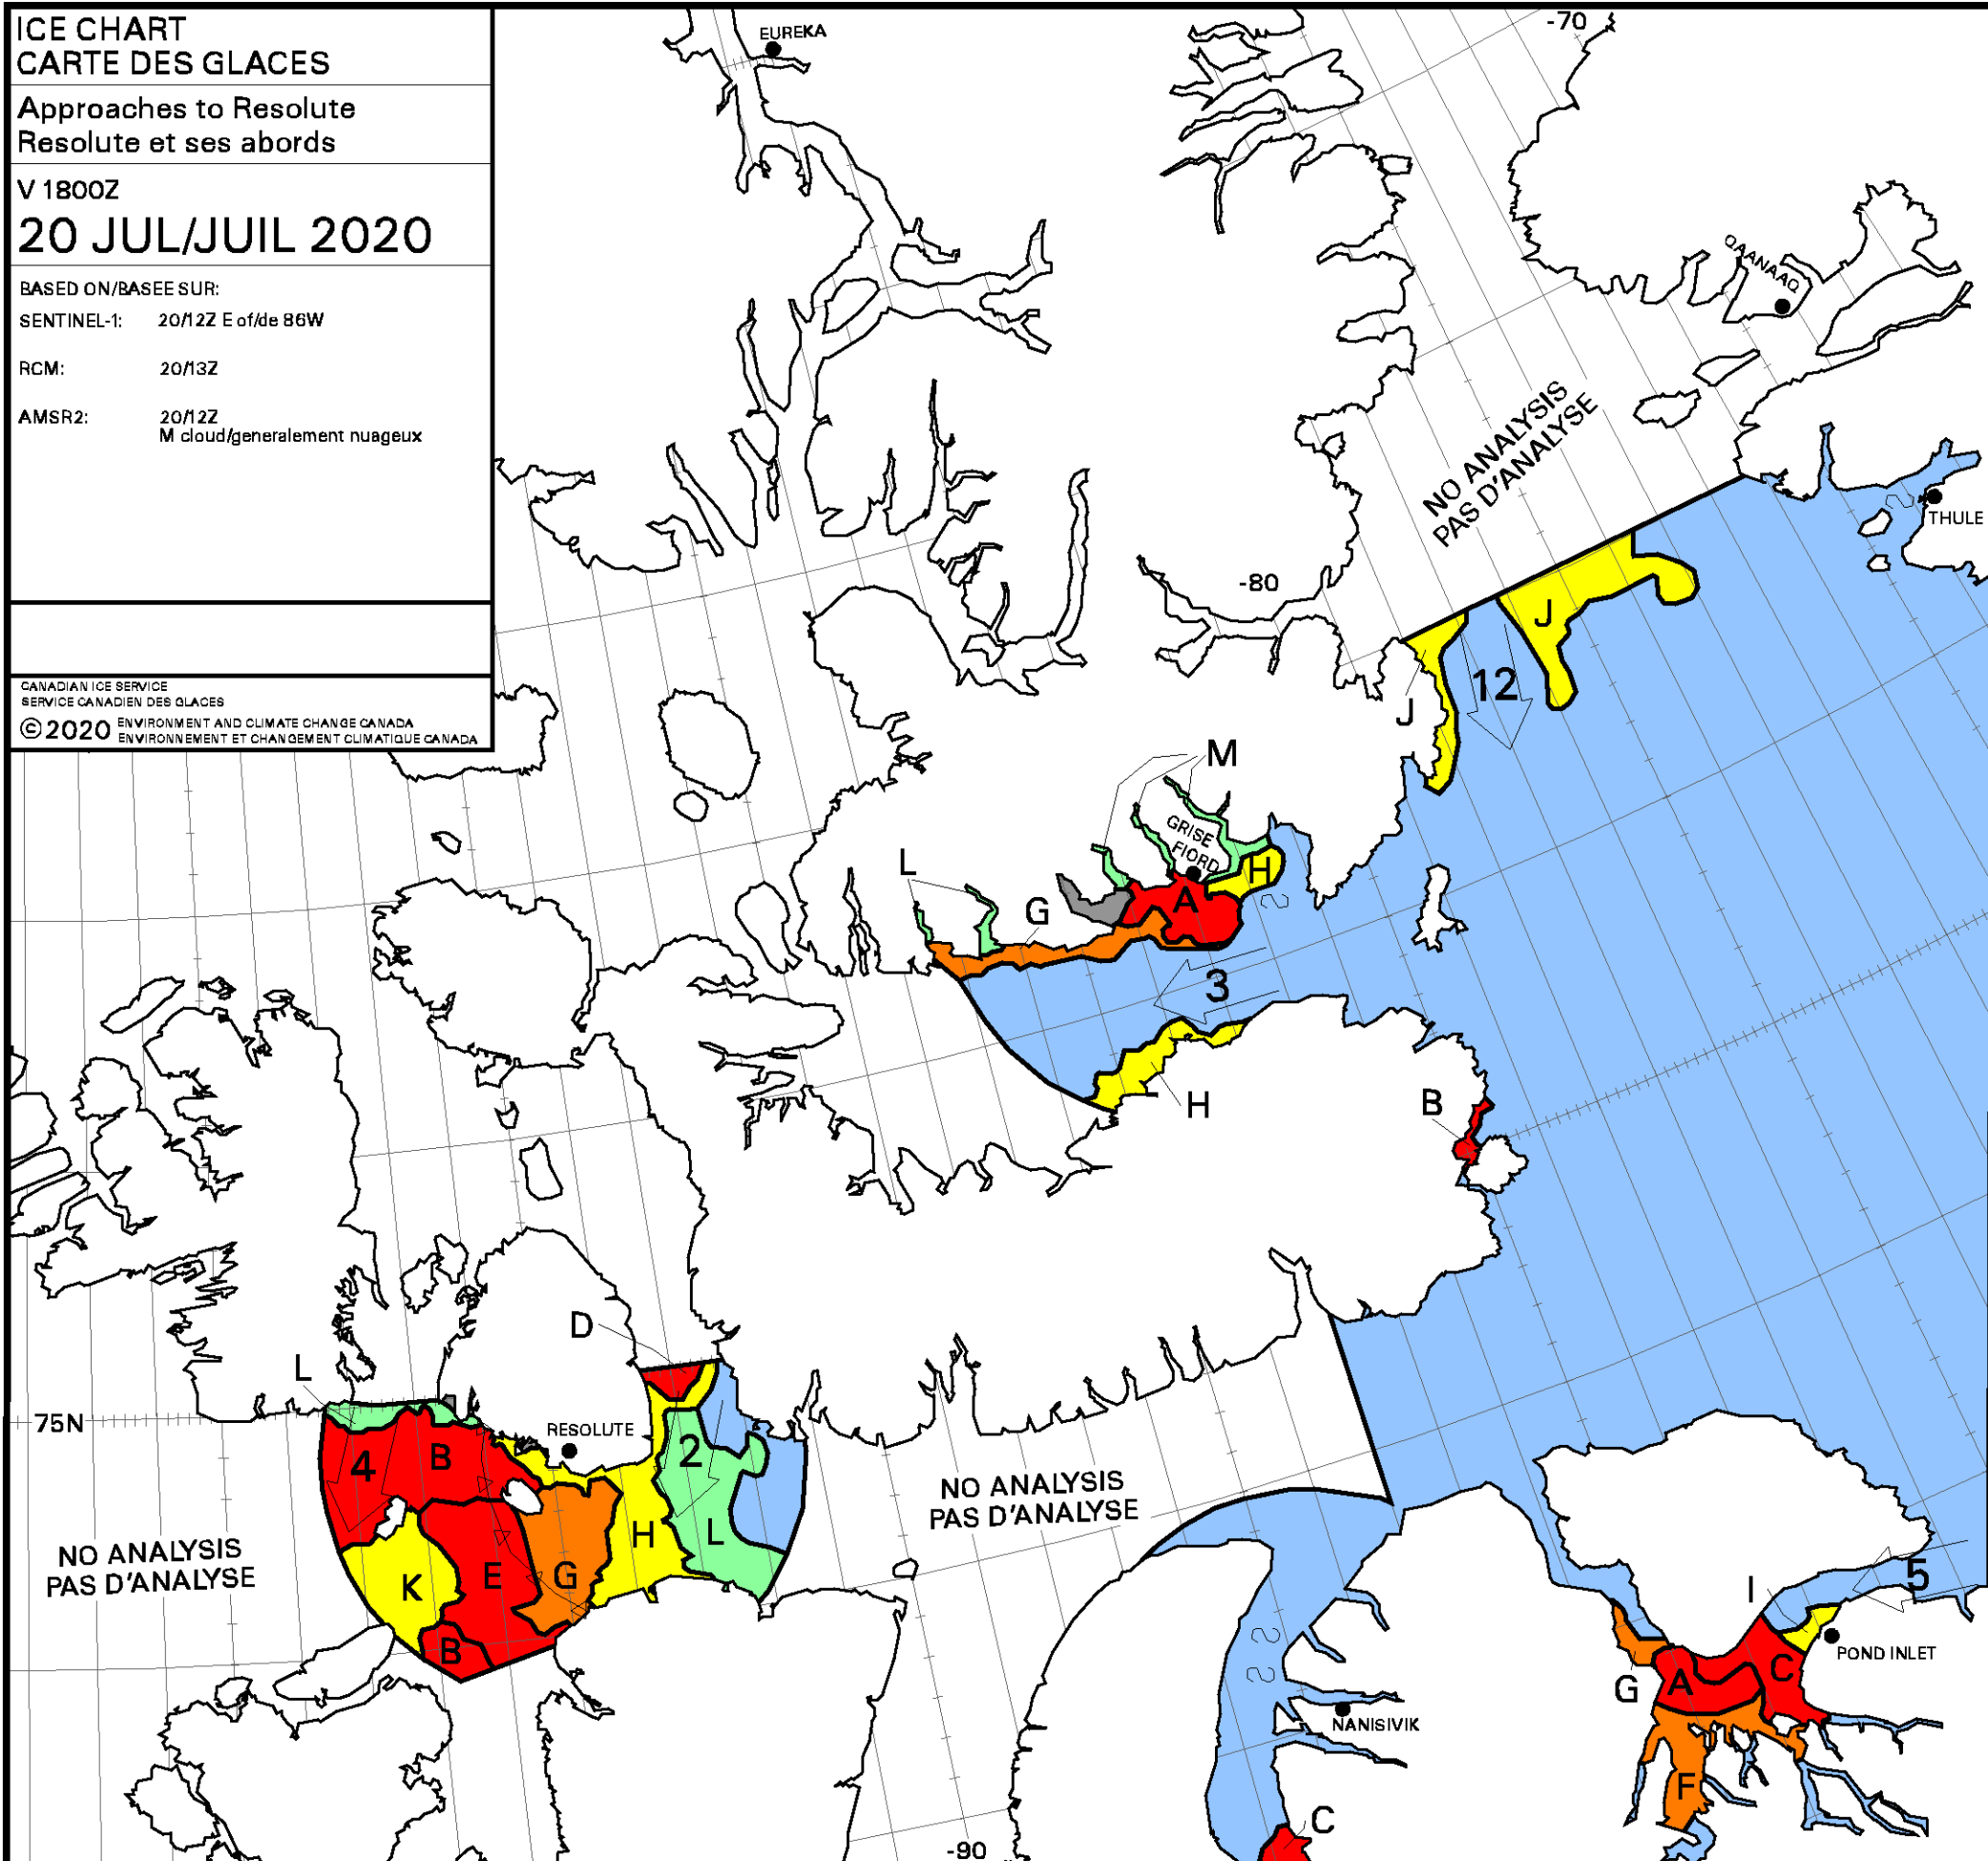 ICE CHART
CARTE DES GLACES
Approaches to Resolute
Resolute et ses abords
V 1800Z
20 JUL/JUIL 2020
BASED ON/BASEE SUR:
SENTINEL-1: 20/12Z E of/de 86W
RCM: 20/13Z
AMSR2: 20/12Z
M cloud/generalement nuageux
CANADIAN ICE SERVICE
SERVICE CANADIEN DES GLACES
© 2020 ENVIRONMENT AND CLIMATE CHANGE CANADA
ENVIRONNEMENT ET CHANGEMENT CLIMATIQUE CANADA
EUREKA
-70
QAANAAQ
NO ANALYSIS
PAS D'ANALYSE
THULE
-80
J
12
J
M
GRISE
FIORD
L
H
A
G
3
H
B
D
L
75N
RESOLUTE
4
B
2
NO ANALYSIS
PAS D'ANALYSE
H
L
NO ANALYSIS
PAS D'ANALYSE
K
E
G
B
5
I
POND INLET
G
A
C
NANISIVIK
F
C
-90